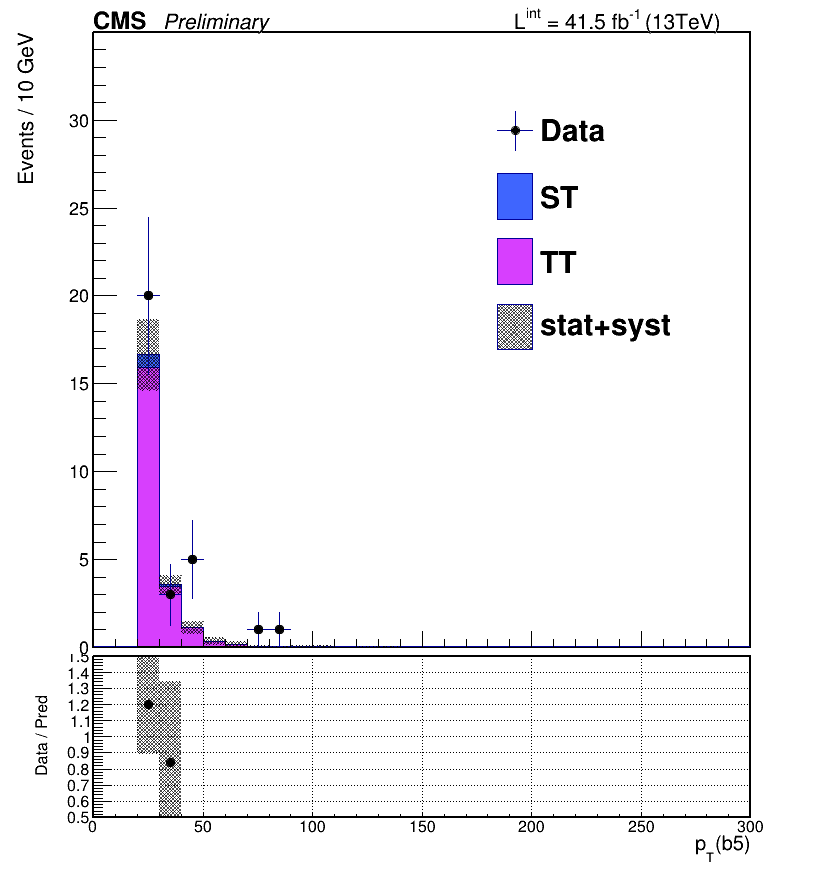 CMS Preliminary L^int = 41.5 fb^-1 (13TeV)
Events / 10 GeV
30
25
20
15
10
5
0
Data
ST
TT
stat+syst
Data / Pred
1.5
1.4
1.3
1.2
1.1
1
0.9
0.8
0.7
0.6
0.5
0 50 100 150 200 250 300
p_T(b5)